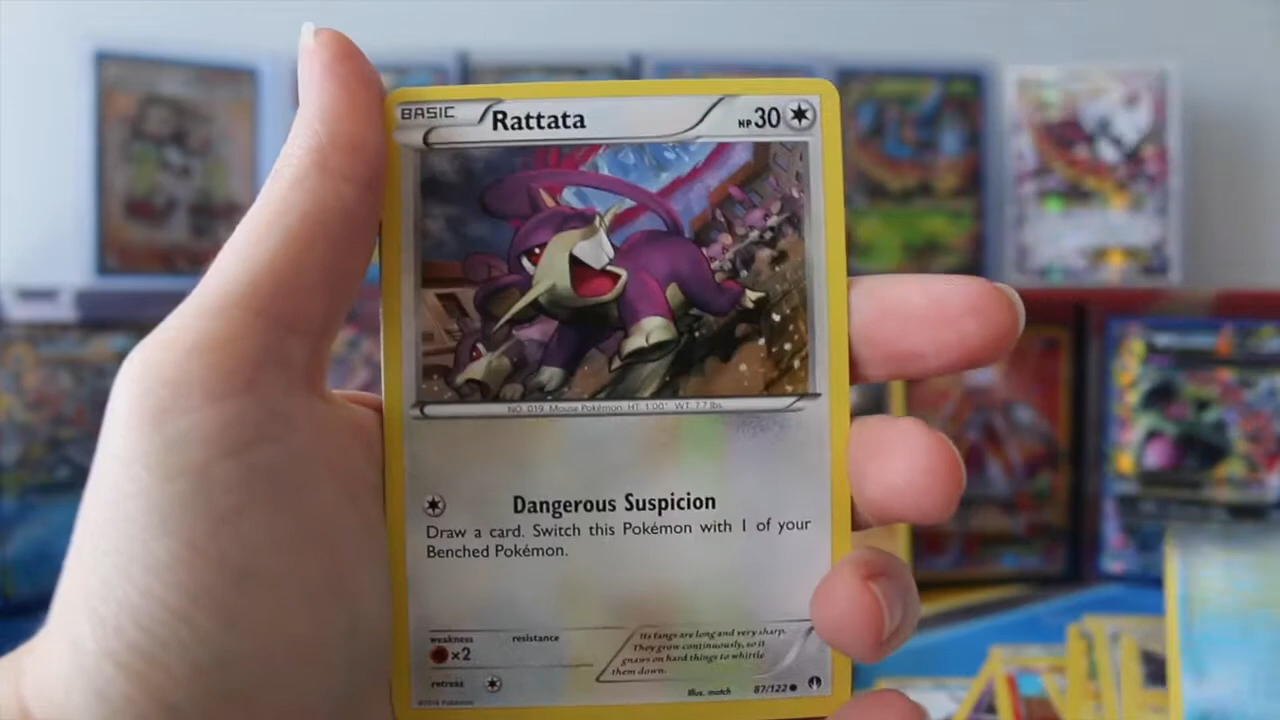 BASIC Rattata HP 30
NO. 019 Mouse Pokémon HT: 1'00" WT: 7.7 lbs.
Dangerous Suspicion
Draw a card. Switch this Pokémon with 1 of your
Benched Pokémon.
weakness resistance
×2
retreat
Its fangs are long and very sharp.
They grow continuously, so it
gnaws on hard things to whittle
them down.
Illus. match 87/122
©2016 Pokémon